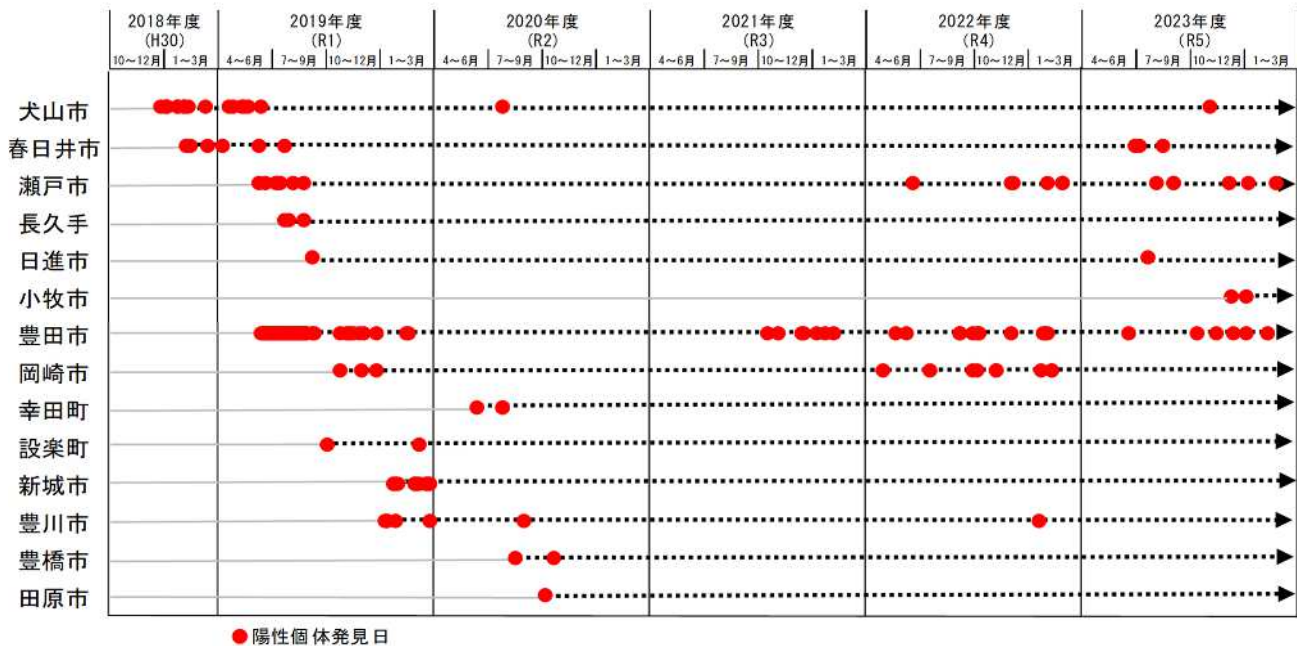 2018年度 2019年度 2020年度 2021年度 2022年度 2023年度
(H30) (R1) (R2) (R3) (R4) (R5)
10～12月 1～3月 4～6月 7～9月 10～12月 1～3月 4～6月 7～9月 10～12月 1～3月 4～6月 7～9月 10～12月 1～3月 4～6月 7～9月 10～12月 1～3月 4～6月 7～9月 10～12月 1～3月
犬山市
春日井市
瀬戸市
長久手
日進市
小牧市
豊田市
岡崎市
幸田町
設楽町
新城市
豊川市
豊橋市
田原市
陽性個体発見日